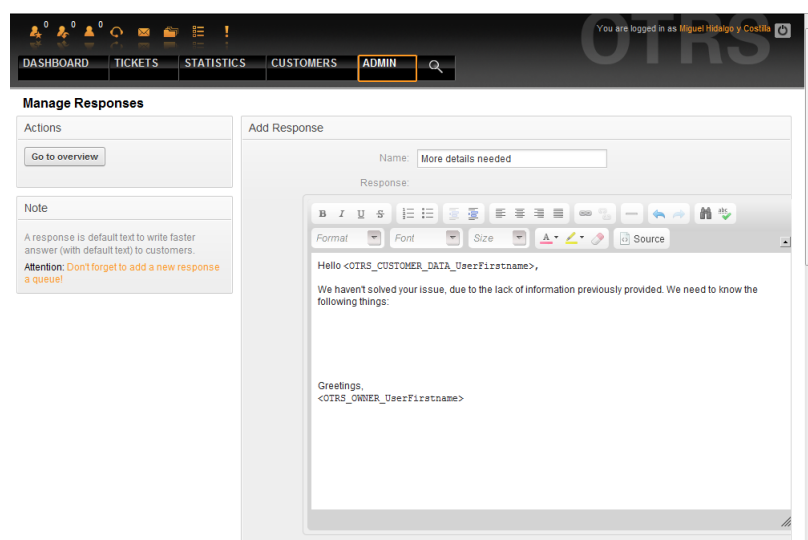 0 0 0
OTRS
You are logged in as Miguel Hidalgo y Costilla
DASHBOARD TICKETS STATISTICS CUSTOMERS ADMIN
Manage Responses
Actions
Go to overview
Note
A response is default text to write faster
answer (with default text) to customers.
Attention: Don't forget to add a new response
a queue!
Add Response
Name: More details needed
Response:
B I U S
abc
Format Font Size A Source
Hello <OTRS_CUSTOMER_DATA_UserFirstname>,
We haven't solved your issue, due to the lack of information previously provided. We need to know the
following things:
Greetings,
<OTRS_OWNER_UserFirstname>